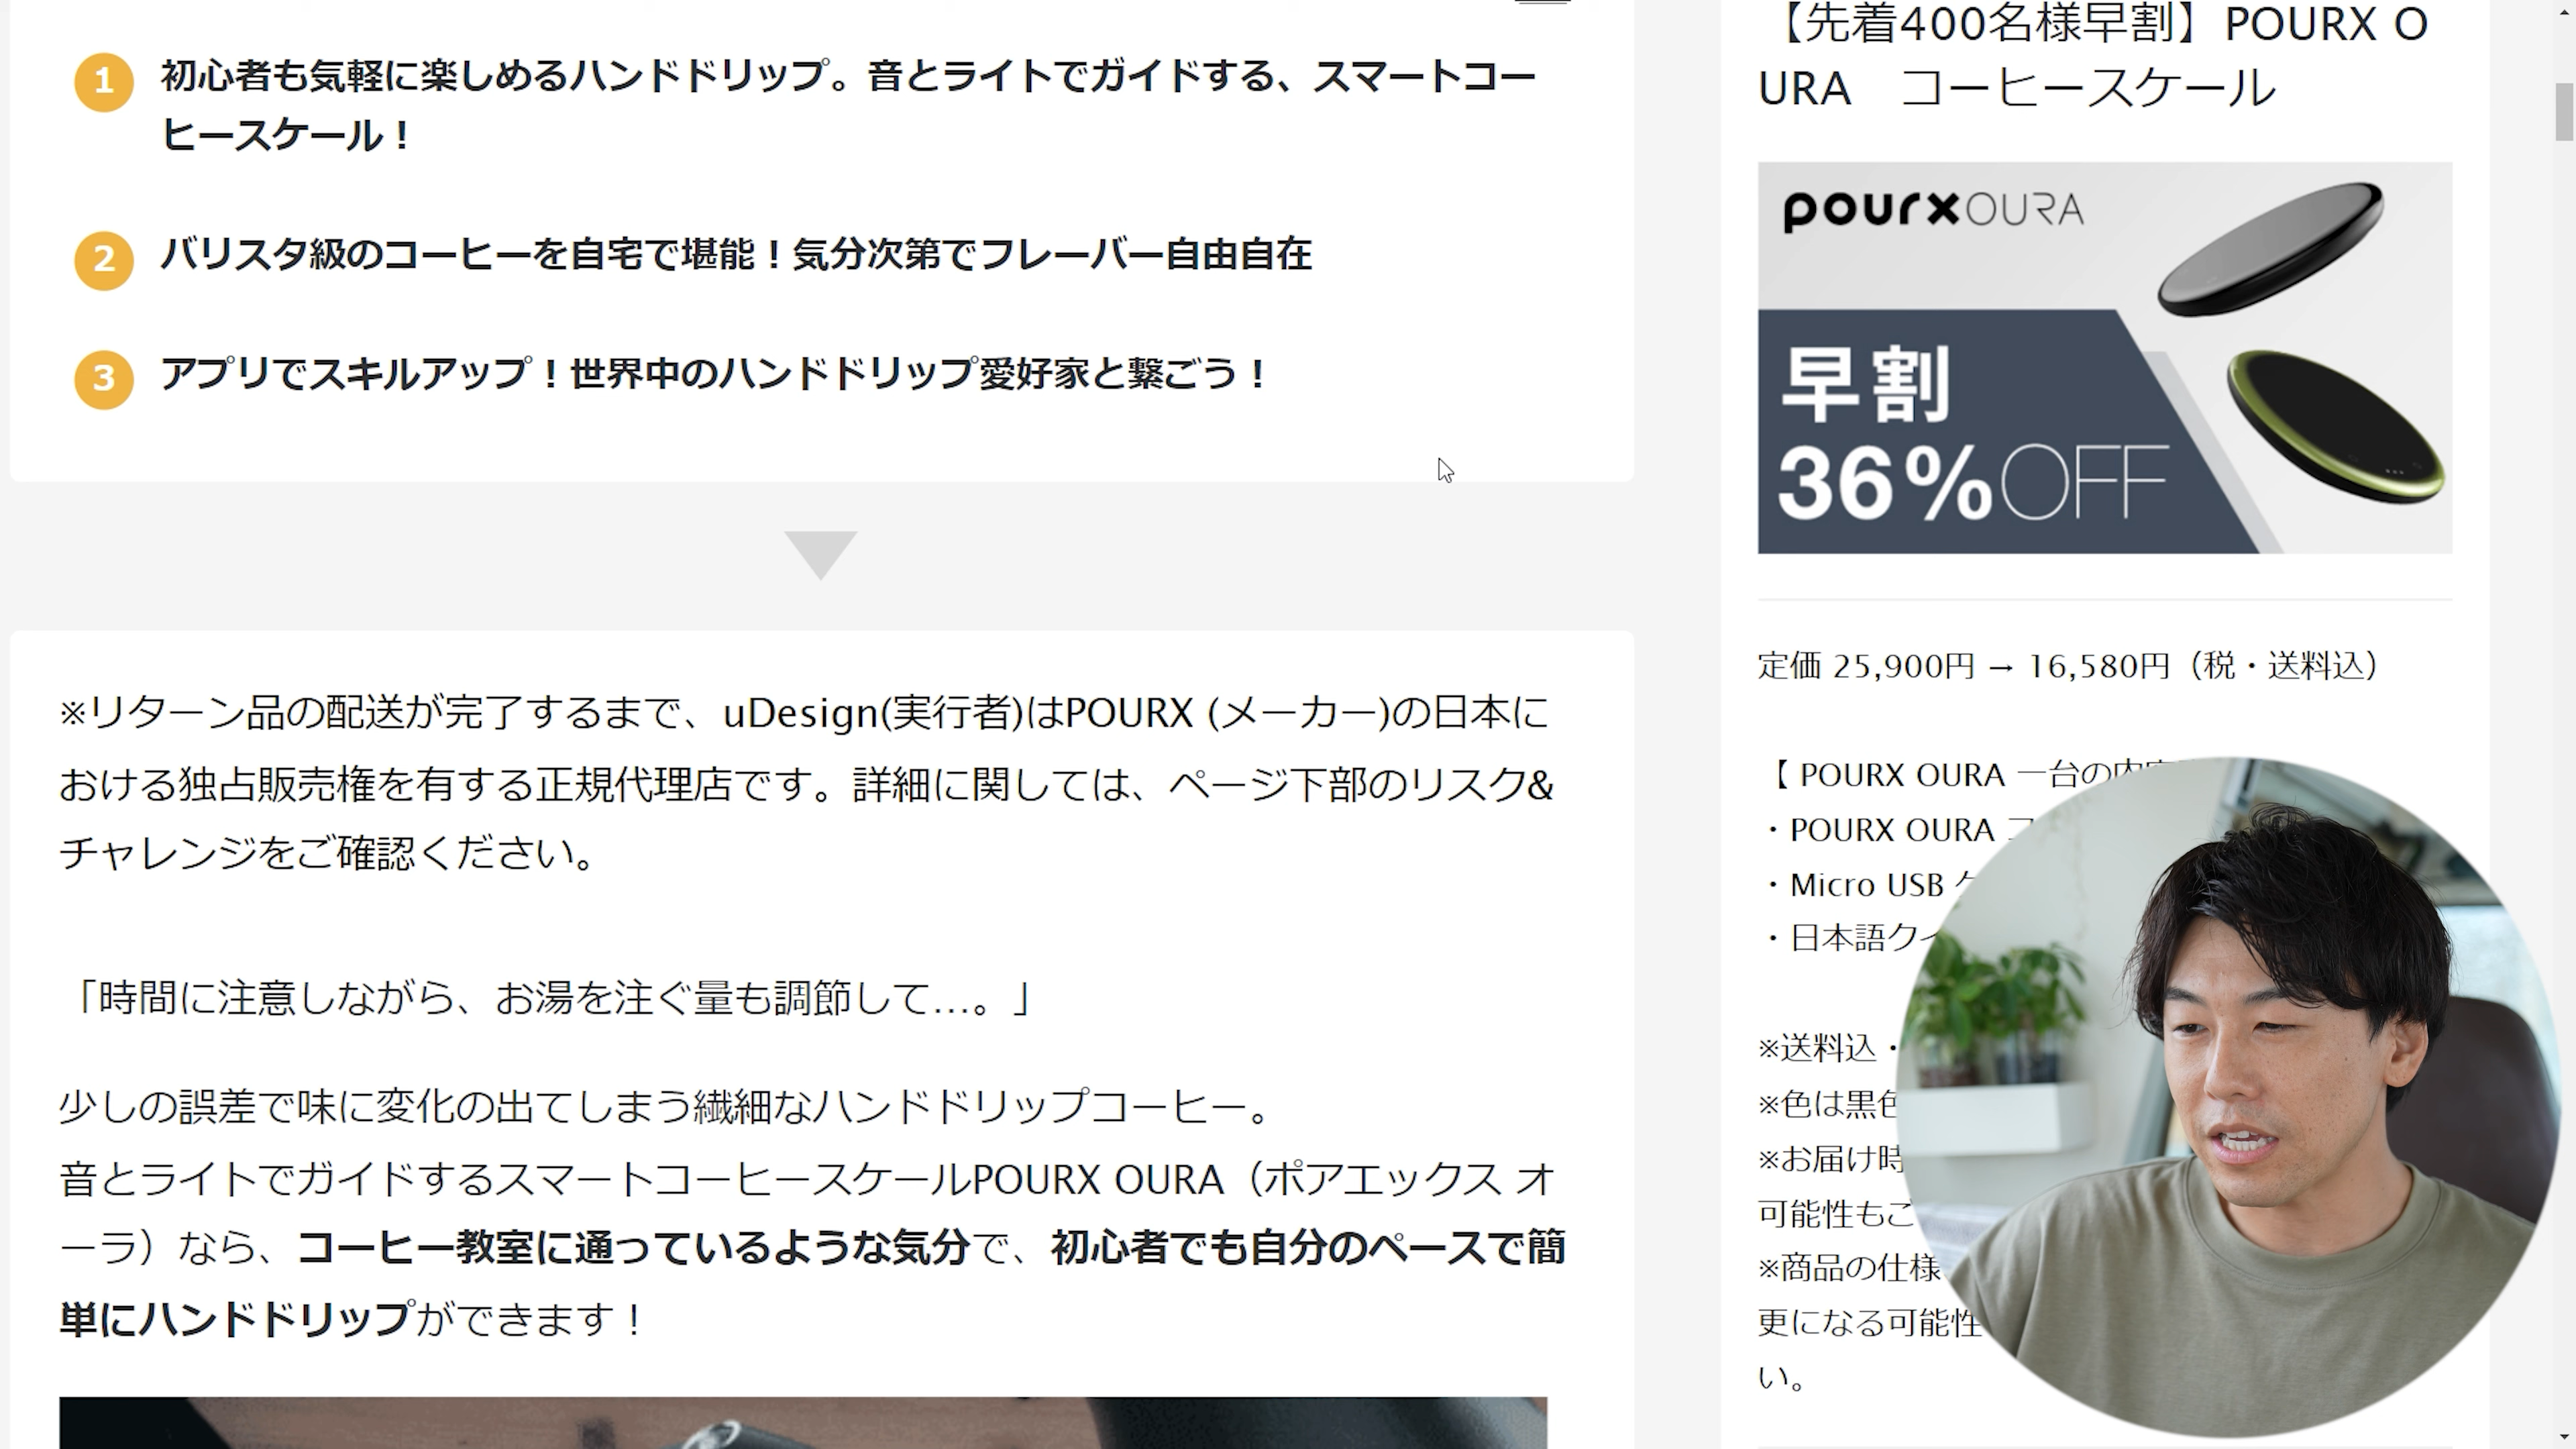 1 初心者も気軽に楽しめるハンドドリップ。音とライトでガイドする、スマートコー
ヒースケール！
2 バリスタ級のコーヒーを自宅で堪能！気分次第でフレーバー自由自在
3 アプリでスキルアップ！世界中のハンドドリップ愛好家と繋ごう！
※リターン品の配送が完了するまで、uDesign(実行者)はPOURX (メーカー)の日本に
おける独占販売権を有する正規代理店です。詳細に関しては、ページ下部のリスク&
チャレンジをご確認ください。
「時間に注意しながら、お湯を注ぐ量も調節して…。」
少しの誤差で味に変化の出てしまう繊細なハンドドリップコーヒー。
音とライトでガイドするスマートコーヒースケールPOURX OURA（ポアエックス オ
ーラ）なら、コーヒー教室に通っているような気分で、初心者でも自分のペースで簡
単にハンドドリップができます！
【先着400名様早割】POURX O
URA　コーヒースケール
pourx OURA
早割
36%OFF
定価 25,900円 → 16,580円（税・送料込）
【 POURX OURA 一台の内
・POURX OURA コ
・Micro USB ケ
・日本語クイ
※送料込・
※色は黒色
※お届け時
可能性もご
※商品の仕様
更になる可能性
い。